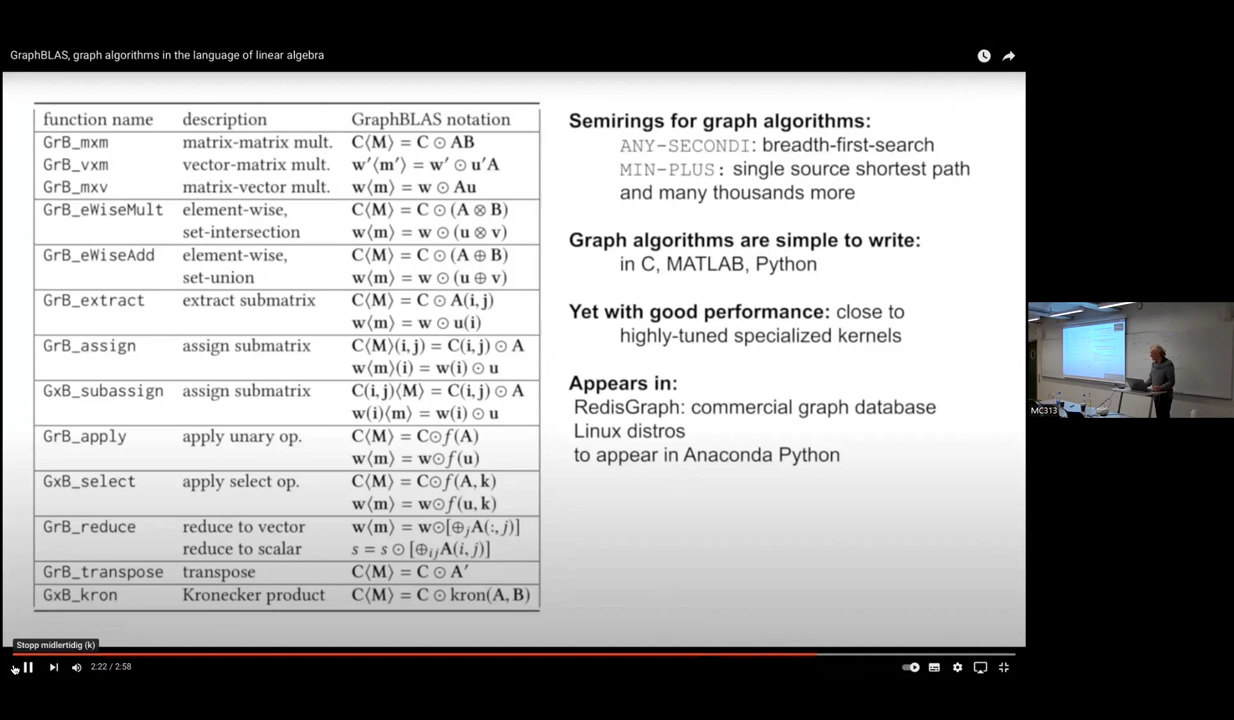 GraphBLAS, graph algorithms in the language of linear algebra
function name description GraphBLAS notation
GrB_mxm matrix-matrix mult. C⟨M⟩ = C ⊙ AB
GrB_vxm vector-matrix mult. w′⟨m′⟩ = w′ ⊙ u′A
GrB_mxv matrix-vector mult. w⟨m⟩ = w ⊙ Au
GrB_eWiseMult element-wise, C⟨M⟩ = C ⊙ (A ⊗ B)
set-intersection w⟨m⟩ = w ⊙ (u ⊗ v)
GrB_eWiseAdd element-wise, C⟨M⟩ = C ⊙ (A ⊕ B)
set-union w⟨m⟩ = w ⊙ (u ⊕ v)
GrB_extract extract submatrix C⟨M⟩ = C ⊙ A(i, j)
w⟨m⟩ = w ⊙ u(i)
GrB_assign assign submatrix C⟨M⟩(i, j) = C(i, j) ⊙ A
w⟨m⟩(i) = w(i) ⊙ u
GxB_subassign assign submatrix C(i, j)⟨M⟩ = C(i, j) ⊙ A
w(i)⟨m⟩ = w(i) ⊙ u
GrB_apply apply unary op. C⟨M⟩ = C⊙f(A)
w⟨m⟩ = w⊙f(u)
GxB_select apply select op. C⟨M⟩ = C⊙f(A, k)
w⟨m⟩ = w⊙f(u, k)
GrB_reduce reduce to vector w⟨m⟩ = w⊙[⊕ⱼA(:, j)]
reduce to scalar s = s ⊙ [⊕ᵢⱼA(i, j)]
GrB_transpose transpose C⟨M⟩ = C ⊙ A′
GxB_kron Kronecker product C⟨M⟩ = C ⊙ kron(A, B)
Semirings for graph algorithms:
ANY-SECONDI: breadth-first-search
MIN-PLUS: single source shortest path
and many thousands more
Graph algorithms are simple to write:
in C, MATLAB, Python
Yet with good performance: close to
highly-tuned specialized kernels
Appears in:
RedisGraph: commercial graph database
Linux distros
to appear in Anaconda Python
MC313
Stopp midlertidig (k)
2:22 / 2:58